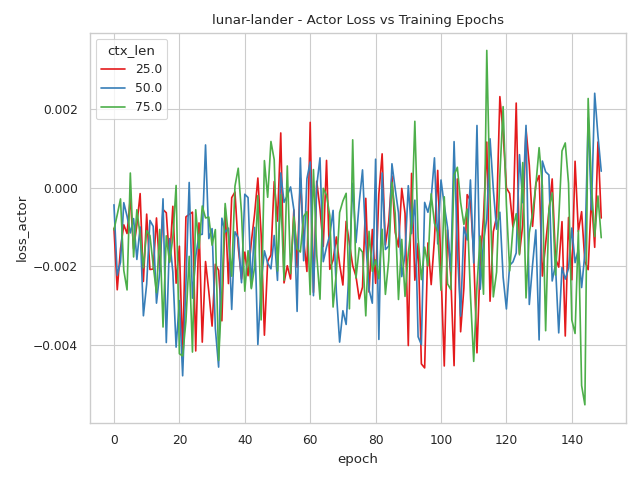 lunar-lander - Actor Loss vs Training Epochs
ctx_len
25.0
50.0
75.0
0.002
0.000
−0.002
−0.004
loss_actor
0 20 40 60 80 100 120 140
epoch